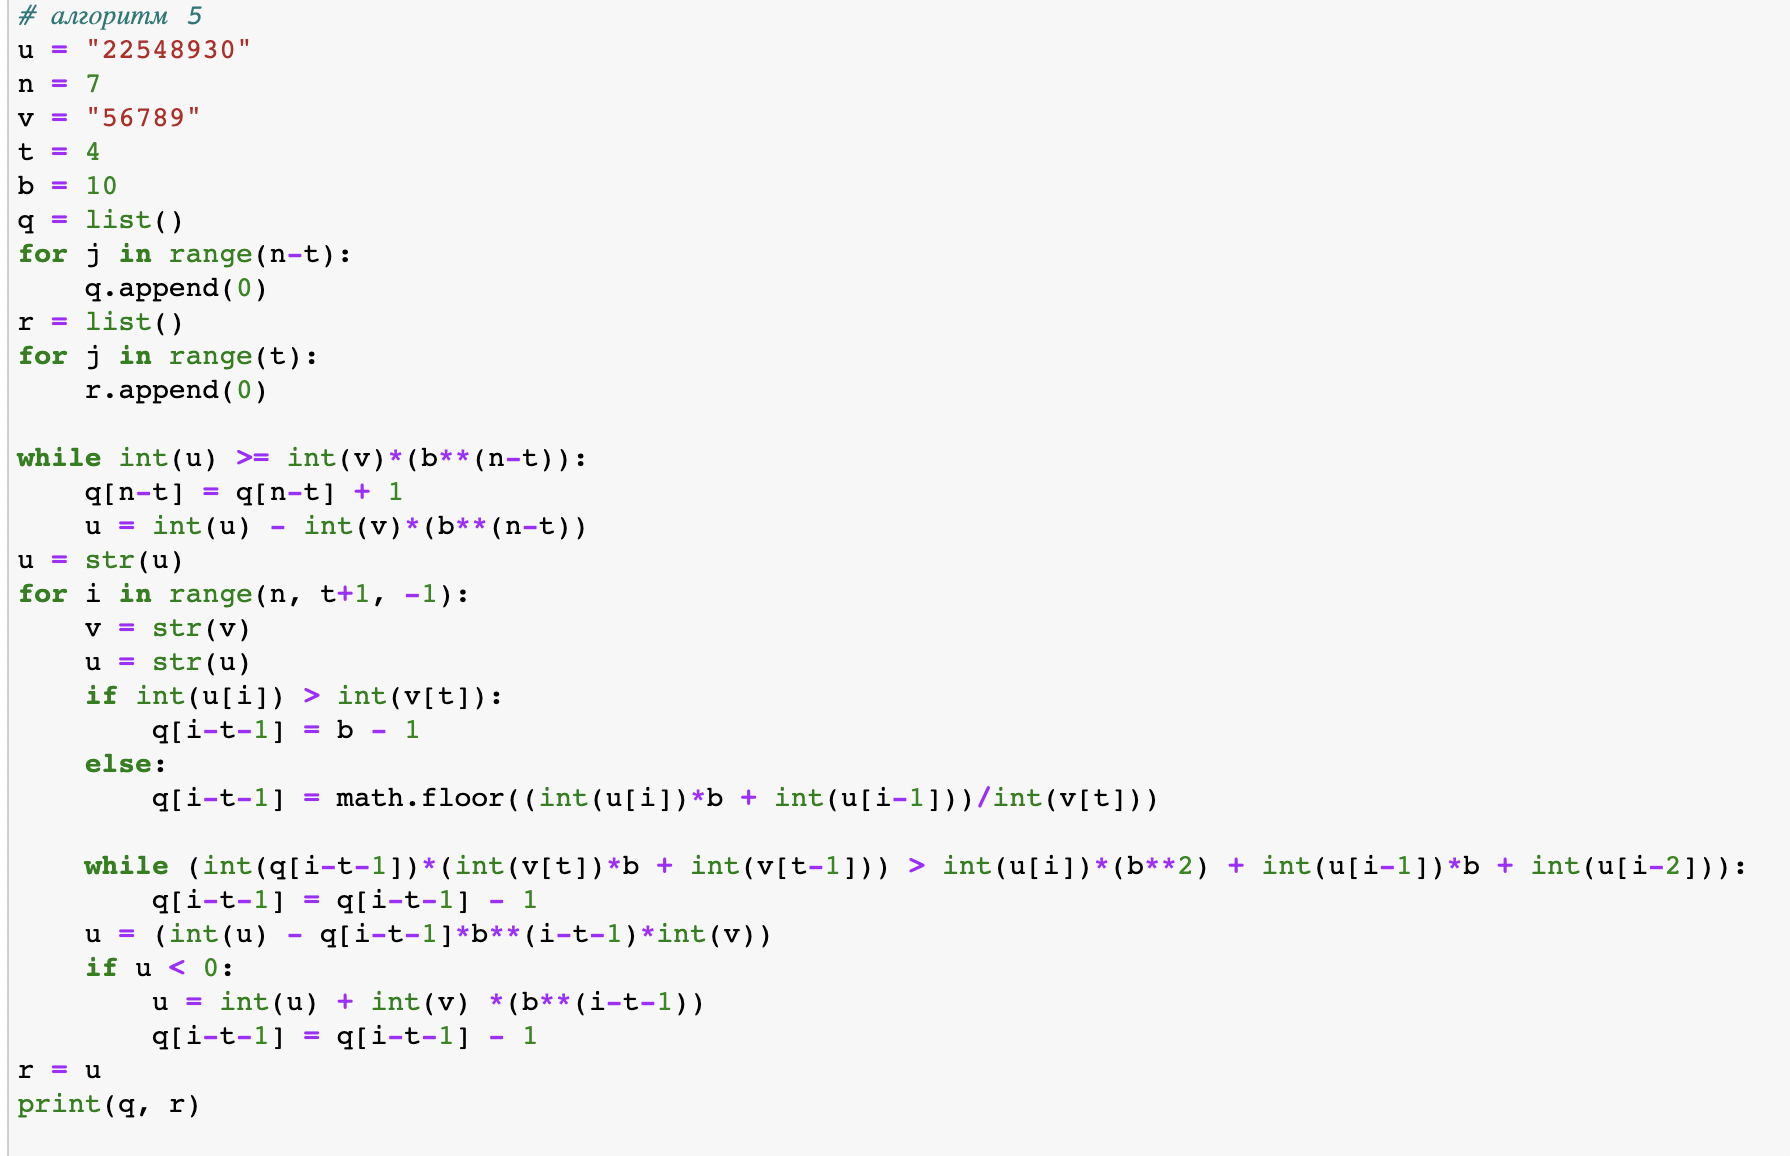 # алгоритм 5
u = "22548930"
n = 7
v = "56789"
t = 4
b = 10
q = list()
for j in range(n-t):
    q.append(0)
r = list()
for j in range(t):
    r.append(0)

while int(u) >= int(v)*(b**(n-t)):
    q[n-t] = q[n-t] + 1
    u = int(u) - int(v)*(b**(n-t))
u = str(u)
for i in range(n, t+1, -1):
    v = str(v)
    u = str(u)
    if int(u[i]) > int(v[t]):
        q[i-t-1] = b - 1
    else:
        q[i-t-1] = math.floor((int(u[i])*b + int(u[i-1]))/int(v[t]))

    while (int(q[i-t-1])*(int(v[t])*b + int(v[t-1])) > int(u[i])*(b**2) + int(u[i-1])*b + int(u[i-2])):
        q[i-t-1] = q[i-t-1] - 1
    u = (int(u) - q[i-t-1]*b**(i-t-1)*int(v))
    if u < 0:
        u = int(u) + int(v) *(b**(i-t-1))
        q[i-t-1] = q[i-t-1] - 1
r = u
print(q, r)